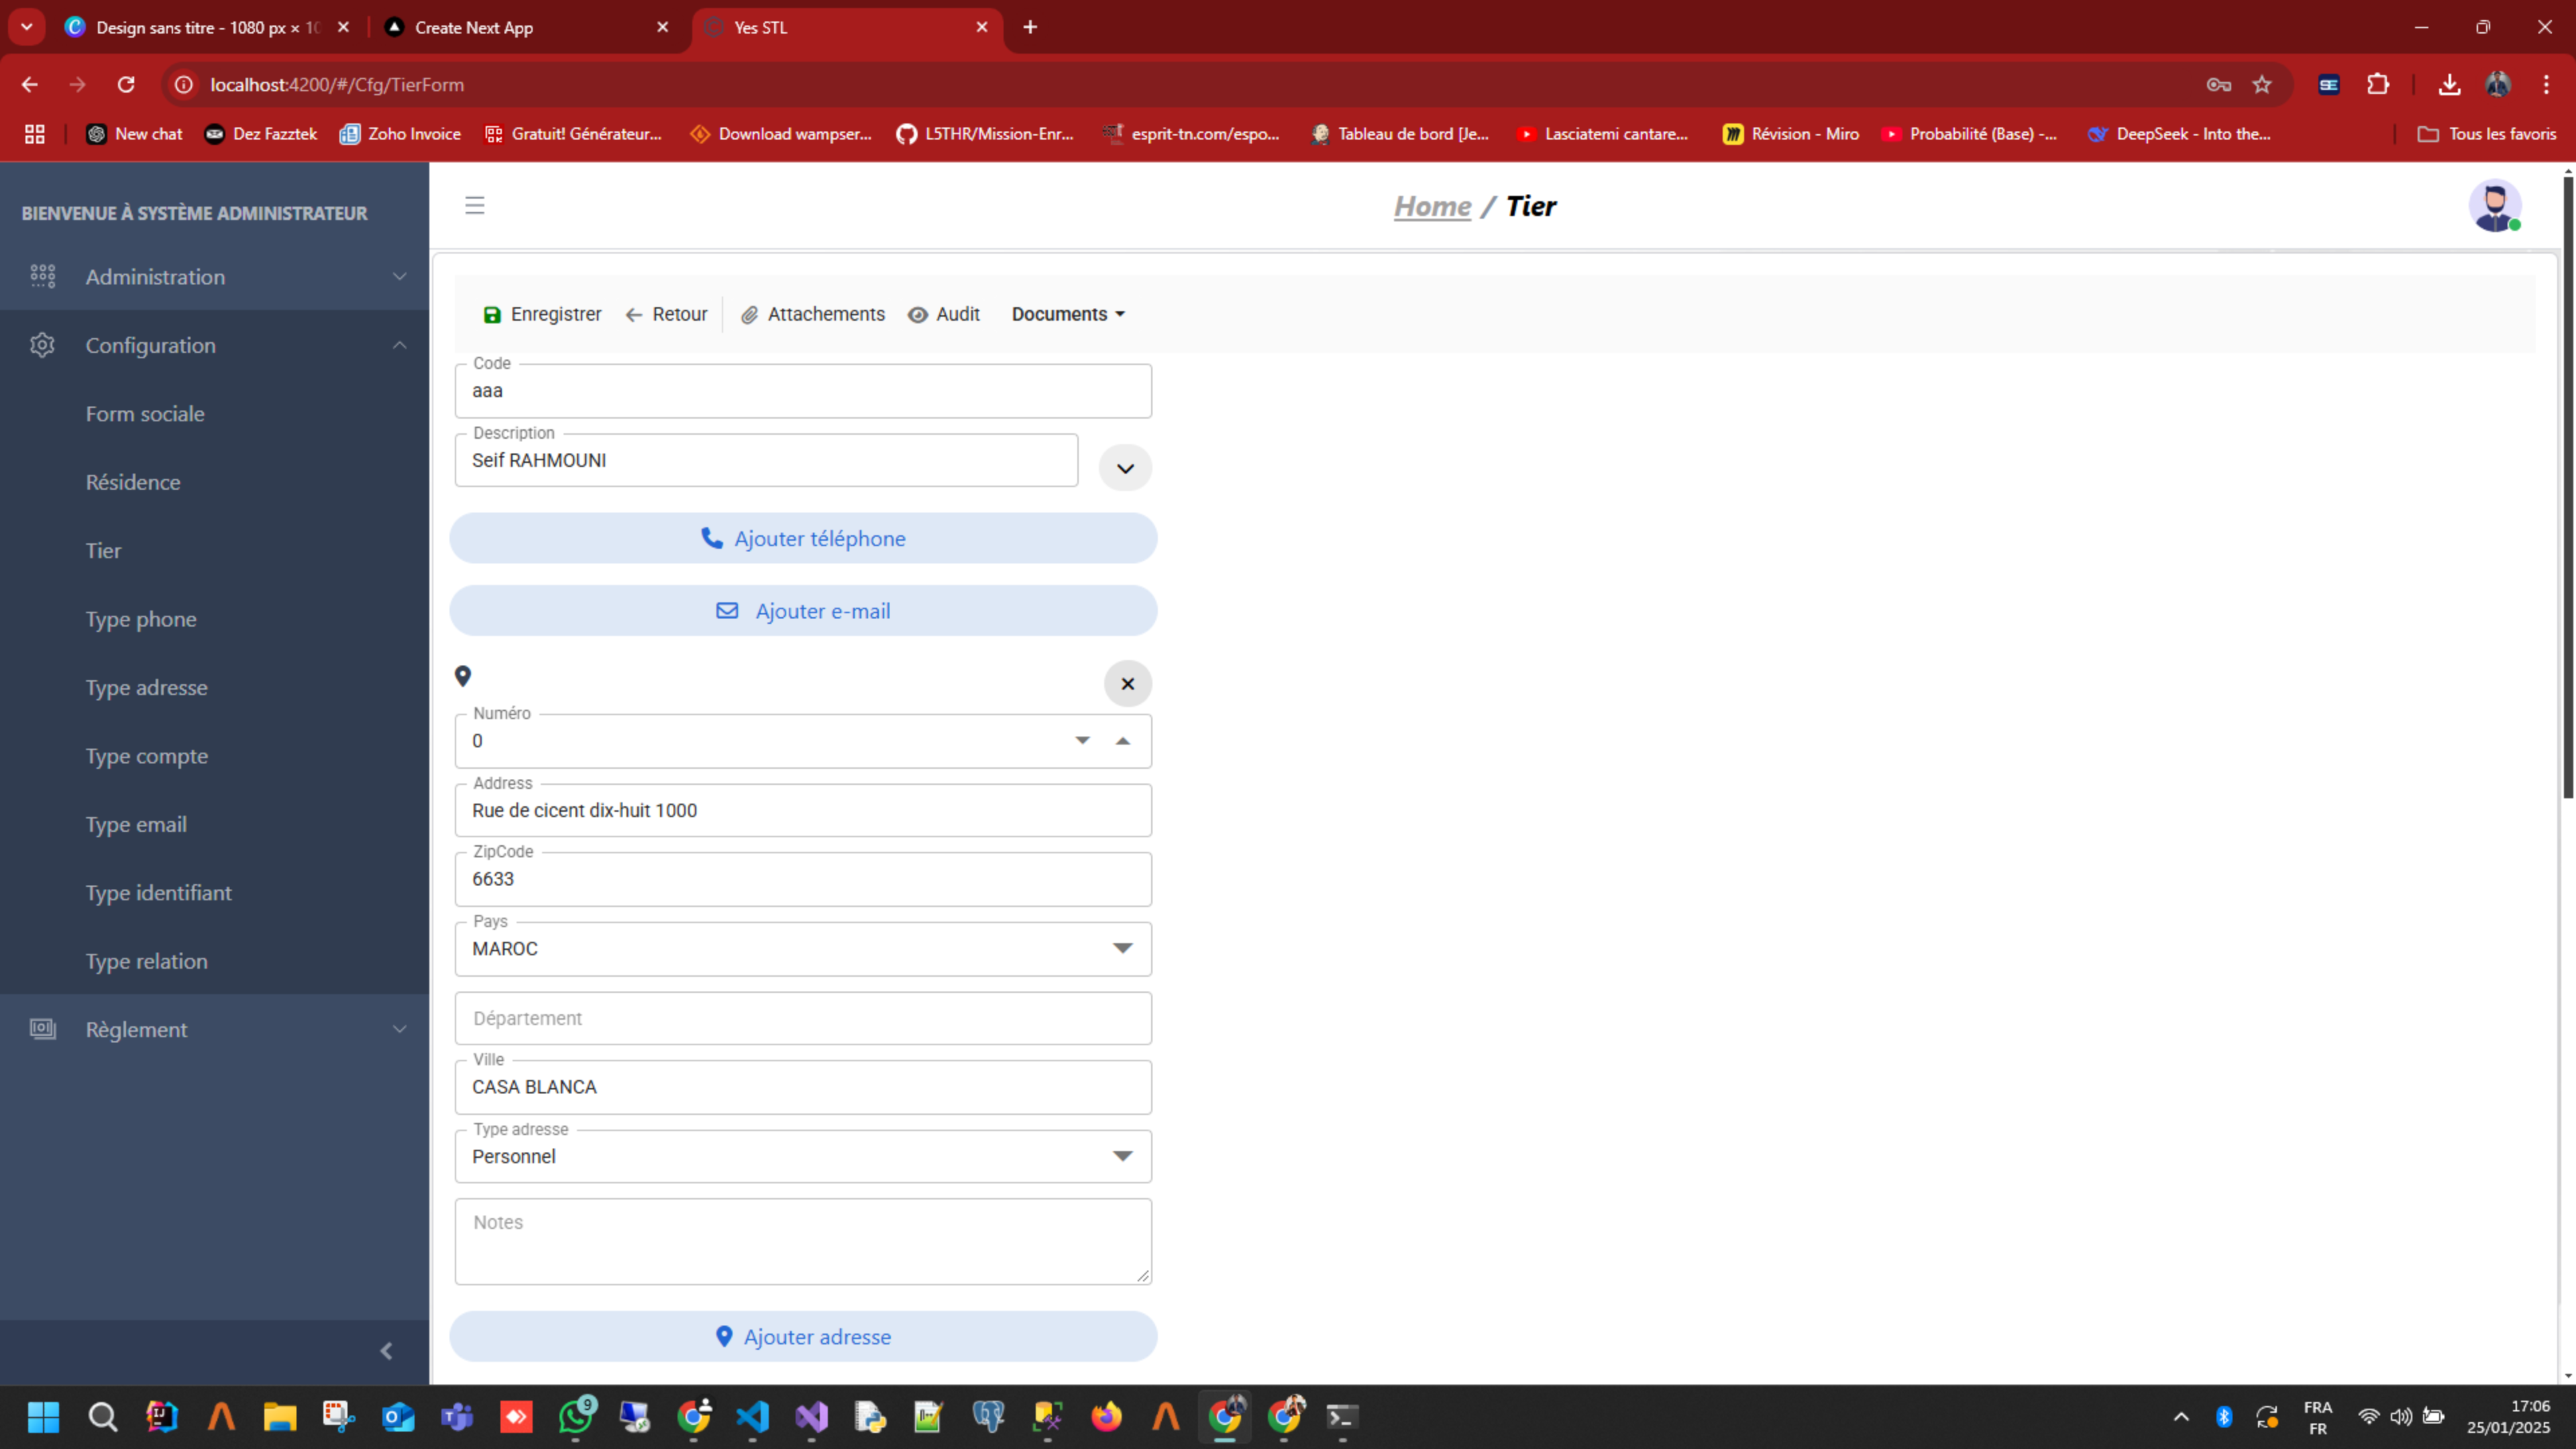 Design sans titre - 1080 px × 10
Create Next App
Yes STL
localhost:4200/#/Cfg/TierForm
New chat
Dez Fazztek
Zoho Invoice
Gratuit! Générateur...
Download wampser...
L5THR/Mission-Enr...
esprit-tn.com/espo...
Tableau de bord [Je...
Lasciatemi cantare...
Révision - Miro
Probabilité (Base) -...
DeepSeek - Into the...
Tous les favoris
BIENVENUE À SYSTÈME ADMINISTRATEUR
Administration
Configuration
Form sociale
Résidence
Tier
Type phone
Type adresse
Type compte
Type email
Type identifiant
Type relation
Règlement
Home / Tier
Enregistrer
Retour
Attachements
Audit
Documents
Code
aaa
Description
Seif RAHMOUNI
Ajouter téléphone
Ajouter e-mail
Numéro
0
Address
Rue de cicent dix-huit 1000
ZipCode
6633
Pays
MAROC
Département
Ville
CASA BLANCA
Type adresse
Personnel
Notes
Ajouter adresse
9
FRA
FR
17:06
25/01/2025